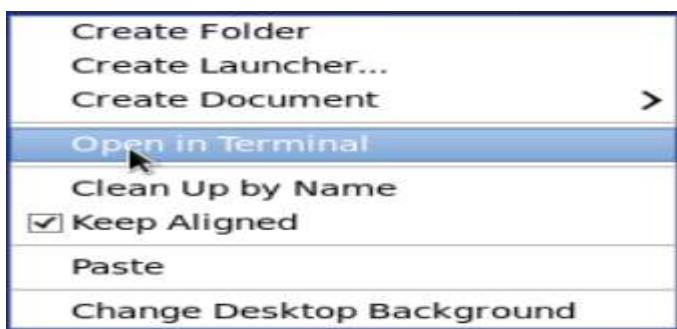 Create Folder
Create Launcher...
Create Document
Open in Terminal
Clean Up by Name
Keep Aligned
Paste
Change Desktop Background